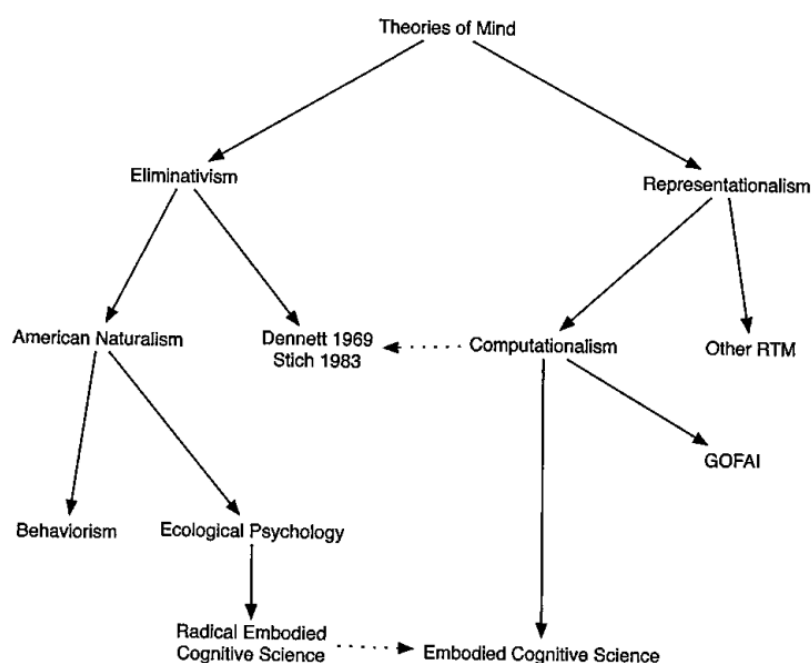 Theories of Mind
Eliminativism
Representationalism
American Naturalism
Dennett 1969
Stich 1983
Computationalism
Other RTM
GOFAI
Behaviorism
Ecological Psychology
Radical Embodied
Cognitive Science
Embodied Cognitive Science